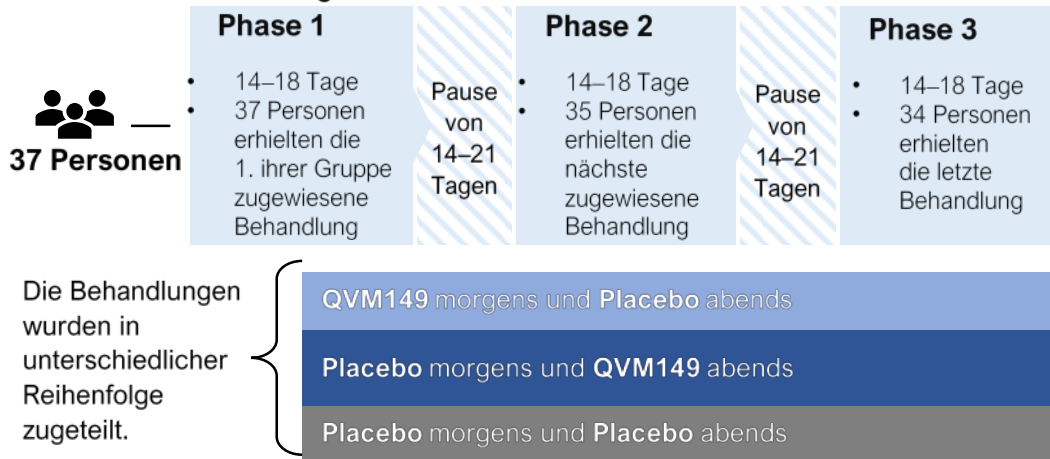 Phase 1
14–18 Tage
37 Personen
erhielten die
1. ihrer Gruppe
zugewiesene
Behandlung
Pause
von
14–21
Tagen
Phase 2
14–18 Tage
35 Personen
erhielten die
nächste
zugewiesene
Behandlung
Pause
von
14–21
Tagen
Phase 3
14–18 Tage
34 Personen
erhielten
die letzte
Behandlung
37 Personen
Die Behandlungen
wurden in
unterschiedlicher
Reihenfolge
zugeteilt.
QVM149 morgens und Placebo abends
Placebo morgens und QVM149 abends
Placebo morgens und Placebo abends